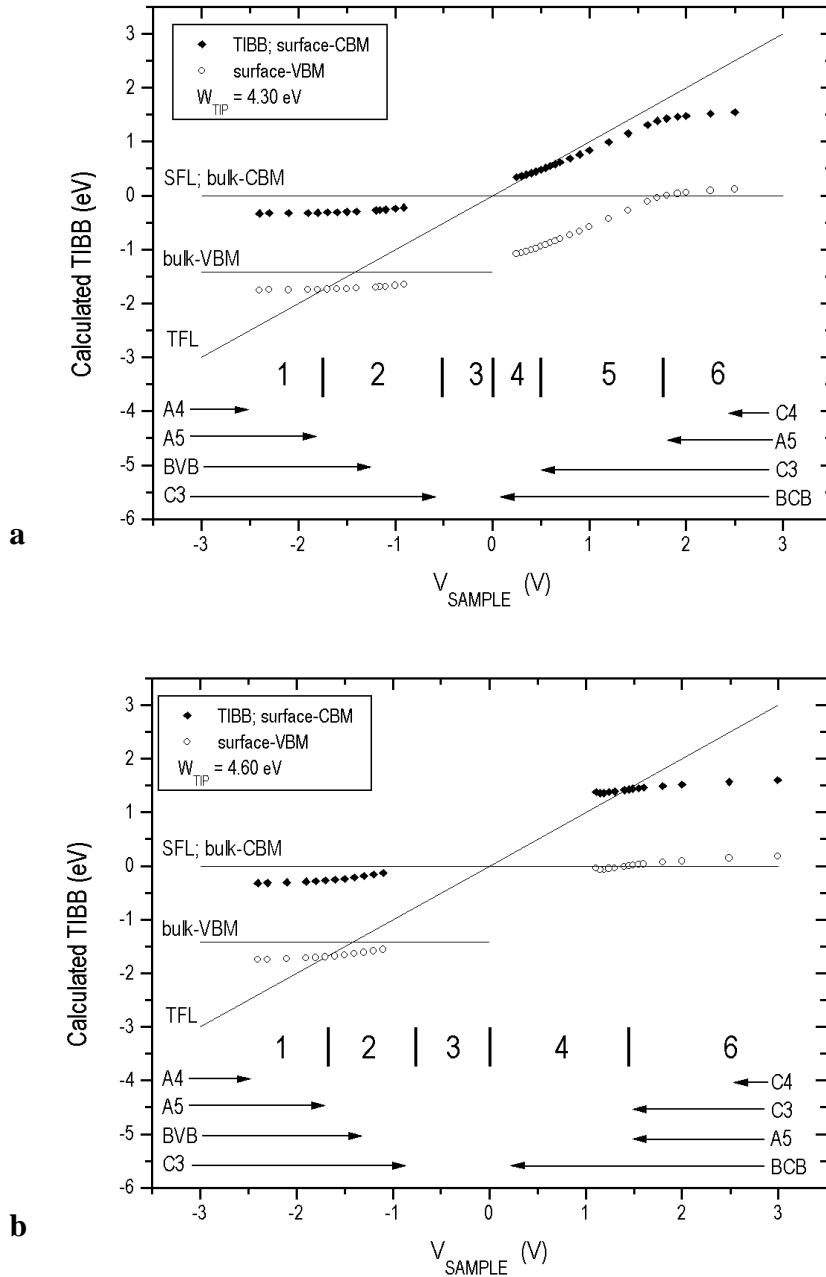 TIBB; surface-CBM
surface-VBM
W_TIP = 4.30 eV
3
2
1
0
-1
-2
-3
-4
-5
-6
Calculated TIBB (eV)
SFL; bulk-CBM
bulk-VBM
TFL
1 2 3 4 5 6
A4 C4
A5 A5
BVB C3
C3 BCB
-3 -2 -1 0 1 2 3
V_SAMPLE (V)
a
TIBB; surface-CBM
surface-VBM
W_TIP = 4.60 eV
3
2
1
0
-1
-2
-3
-4
-5
-6
Calculated TIBB (eV)
SFL; bulk-CBM
bulk-VBM
TFL
1 2 3 4 6
A4 C4
A5 C3
BVB A5
C3 BCB
-3 -2 -1 0 1 2 3
V_SAMPLE (V)
b